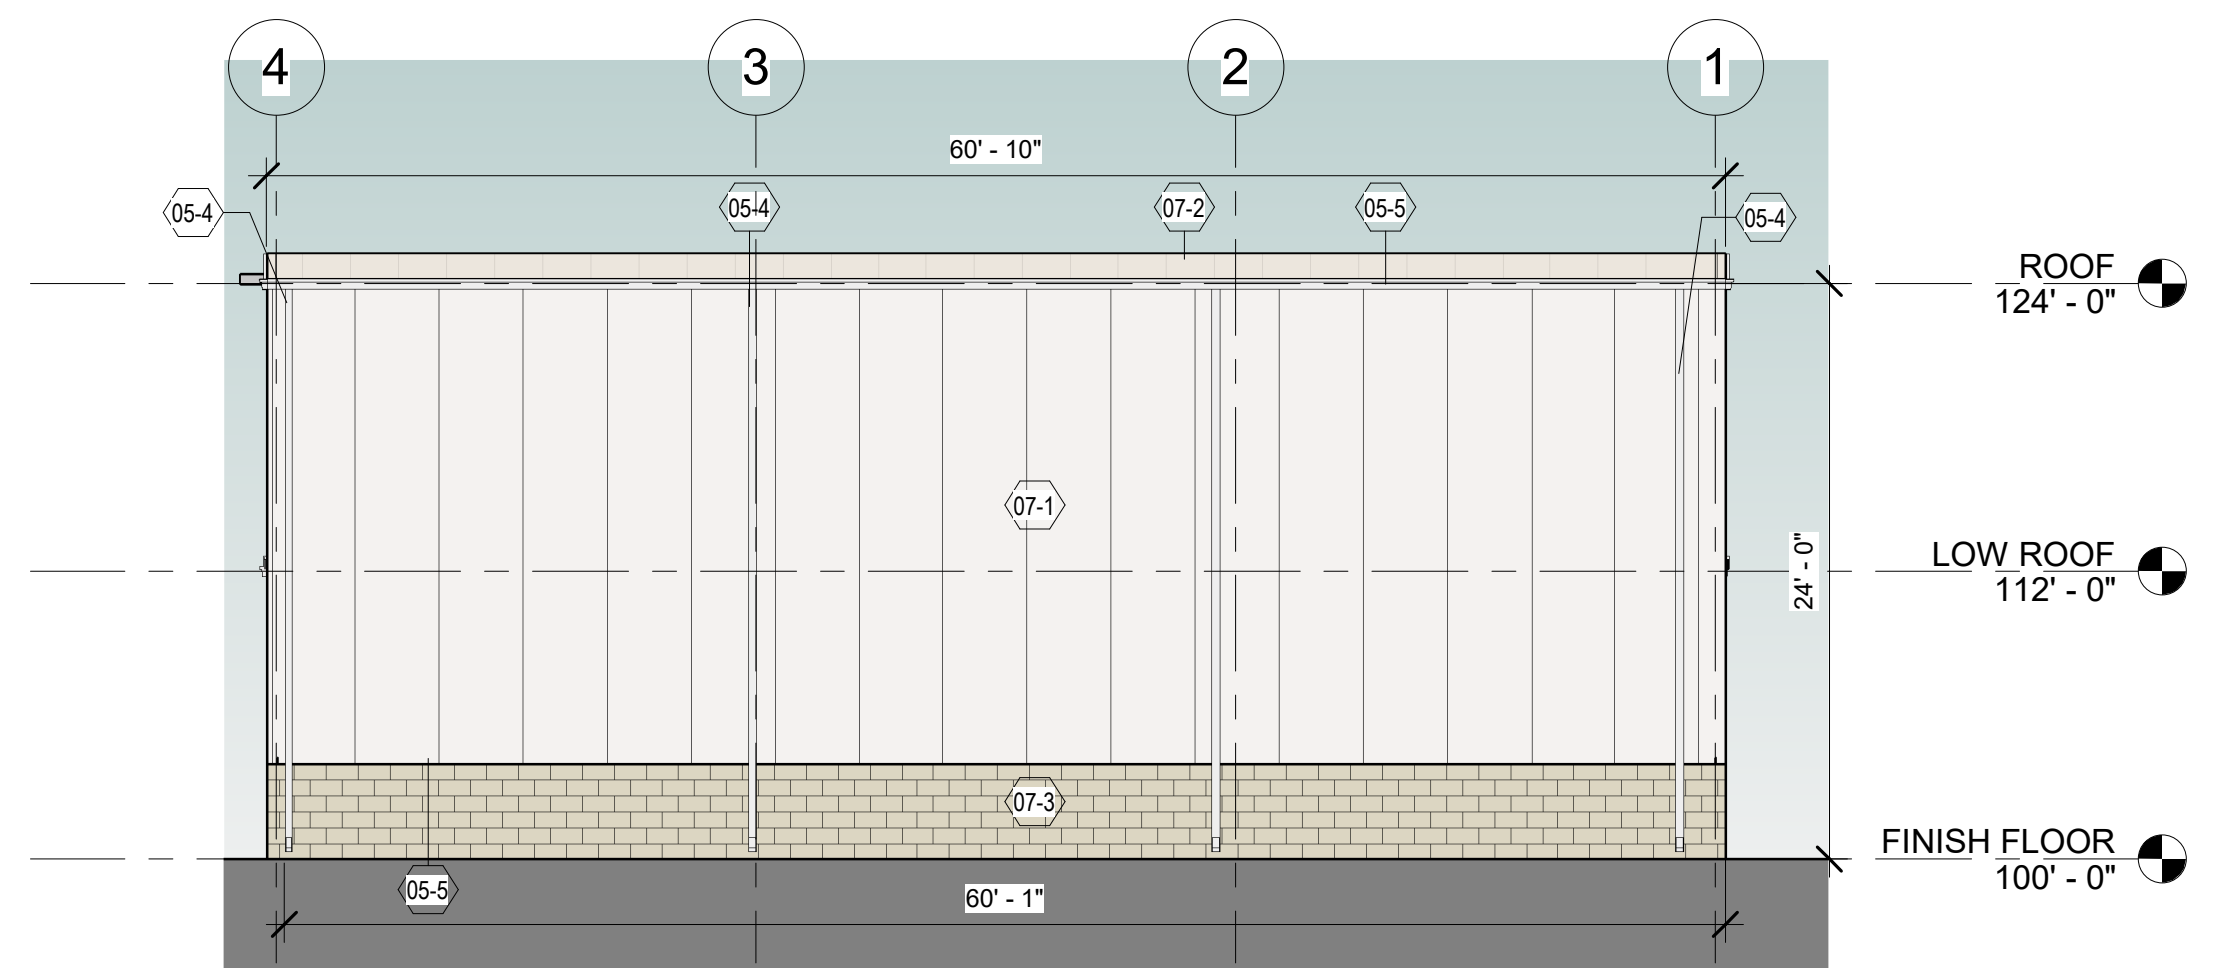 4
3
2
1
60' - 10"
05-4
05-4
07-2
05-5
05-4
ROOF
124' - 0"
07-1
LOW ROOF
112' - 0"
24' - 0"
07-3
FINISH FLOOR
100' - 0"
05-5
60' - 1"